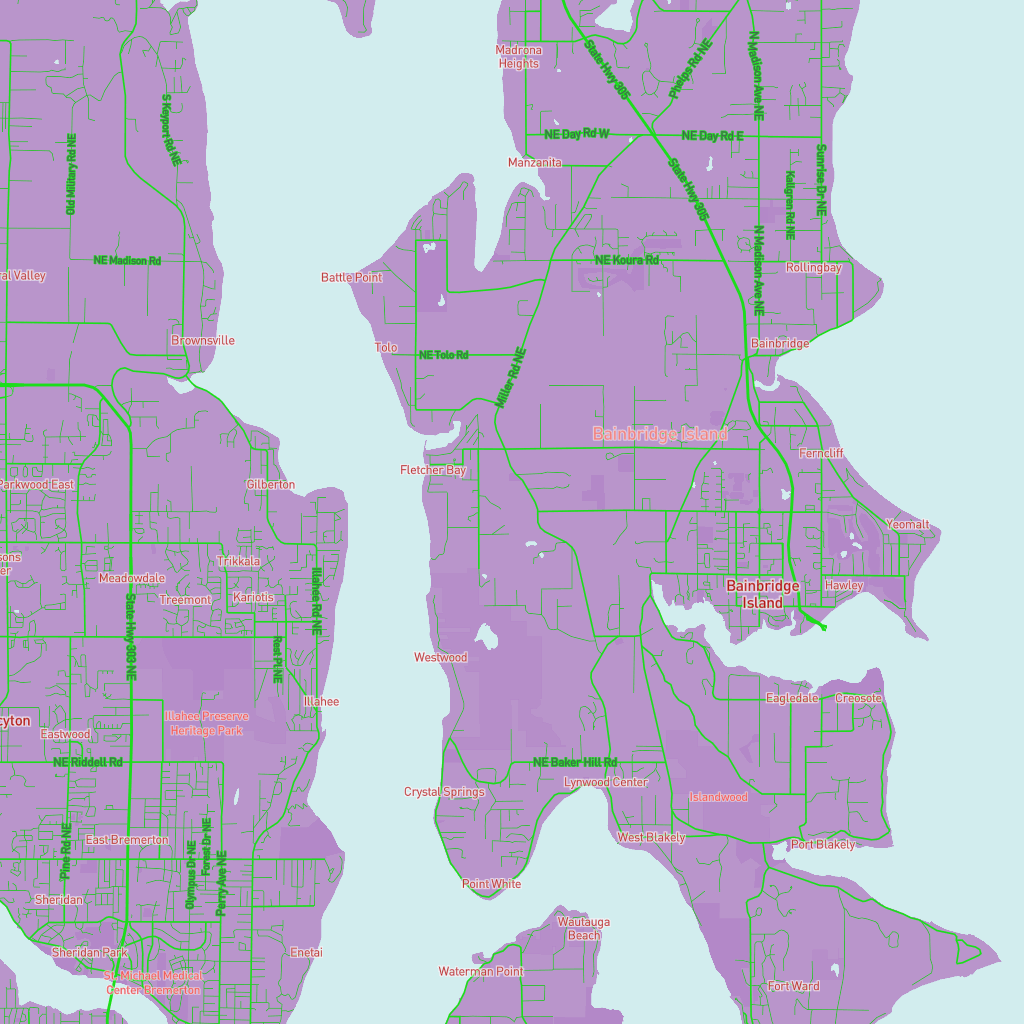 Madrona
Heights
State Hwy 305
Phelps Rd NE
N Madison Ave NE
S Keyport Rd NE
Old Military Rd NE
NE Day Rd W
NE Day Rd E
Manzanita
State Hwy 305
Kallgren Rd NE
Sunrise Dr NE
N Madison Ave NE
NE Madison Rd
NE Koura Rd
Rollingbay
ral Valley
Battle Point
Brownsville
Tolo
NE Tolo Rd
Miller Rd NE
Bainbridge
Bainbridge Island
Ferncliff
Fletcher Bay
Parkwood East
Gilberton
Yeomalt
sons
er
Trikkala
Meadowdale
Treemont
Kariotis
Illahee Rd NE
Bainbridge
Island
Hawley
State Hwy 303 NE
Rest Pl NE
Westwood
Illahee
Eagledale
Creosote
cyton
Illahee Preserve
Heritage Park
Eastwood
NE Riddell Rd
NE Baker Hill Rd
Lynwood Center
Crystal Springs
Islandwood
East Bremerton
Pine Rd NE
Forest Dr NE
Olympus Dr NE
Perry Ave NE
West Blakely
Port Blakely
Point White
Sheridan
Wautauga
Beach
Sheridan Park
Enetai
Waterman Point
St. Michael Medical
Center Bremerton
Fort Ward